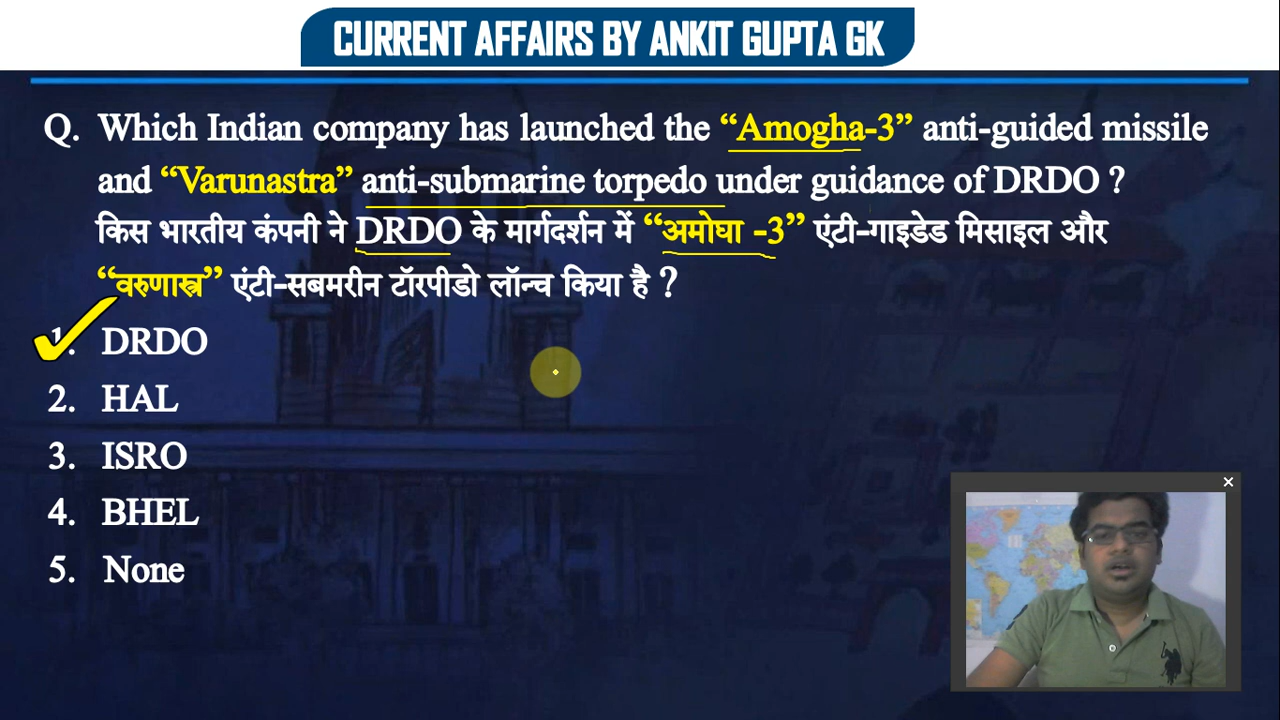 CURRENT AFFAIRS BY ANKIT GUPTA GK
Q. Which Indian company has launched the “Amogha-3” anti-guided missile
and “Varunastra” anti-submarine torpedo under guidance of DRDO ?
किस भारतीय कंपनी ने DRDO के मार्गदर्शन में “अमोघा -3” एंटी-गाइडेड मिसाइल और
“वरुणास्त्र” एंटी-सबमरीन टॉरपीडो लॉन्च किया है ?
1. DRDO
2. HAL
3. ISRO
4. BHEL
5. None